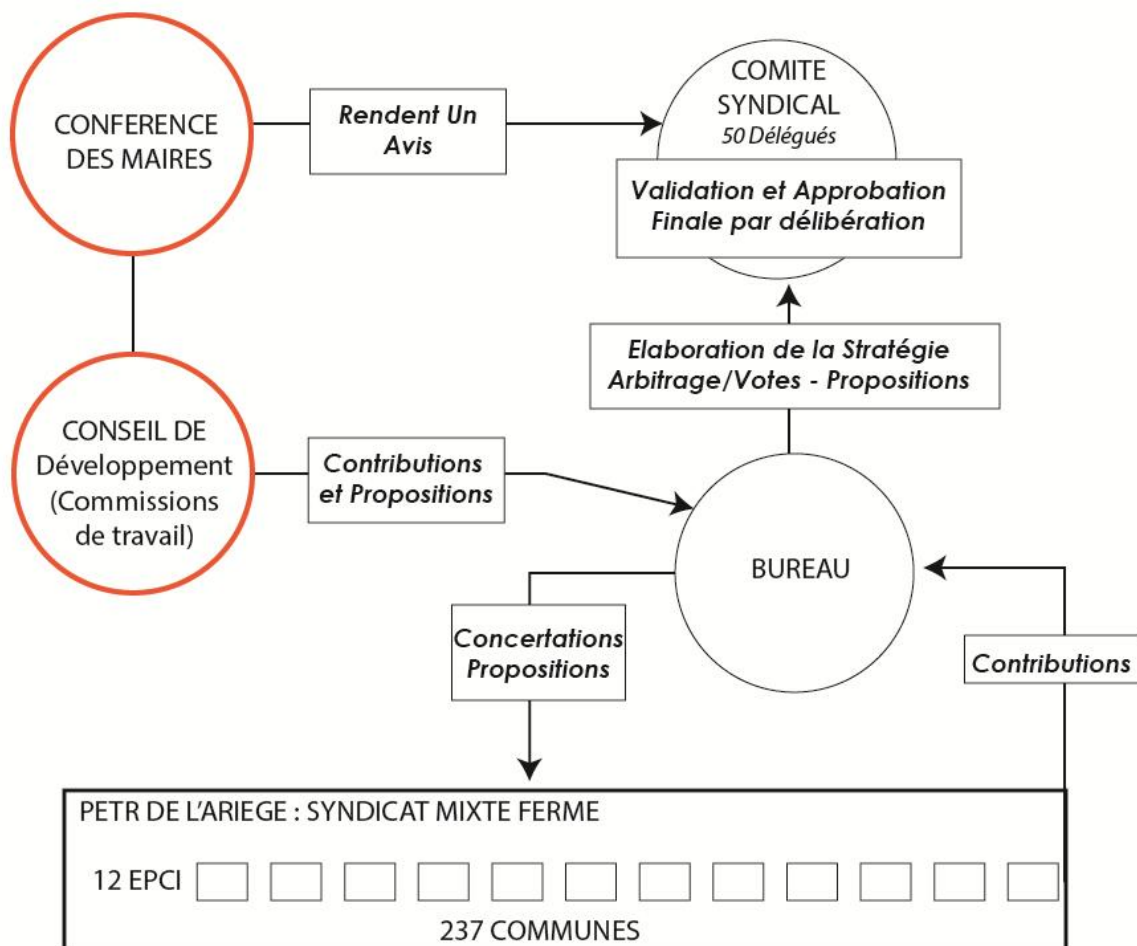 CONFERENCE
DES MAIRES
Rendent Un
Avis
COMITE
SYNDICAL
50 Délégués
Validation et Approbation
Finale par délibération
Elaboration de la Stratégie
Arbitrage/Votes - Propositions
CONSEIL DE
Développement
(Commissions
de travail)
Contributions
et Propositions
BUREAU
Concertations
Propositions
Contributions
PETR DE L'ARIEGE : SYNDICAT MIXTE FERME
12 EPCI
237 COMMUNES